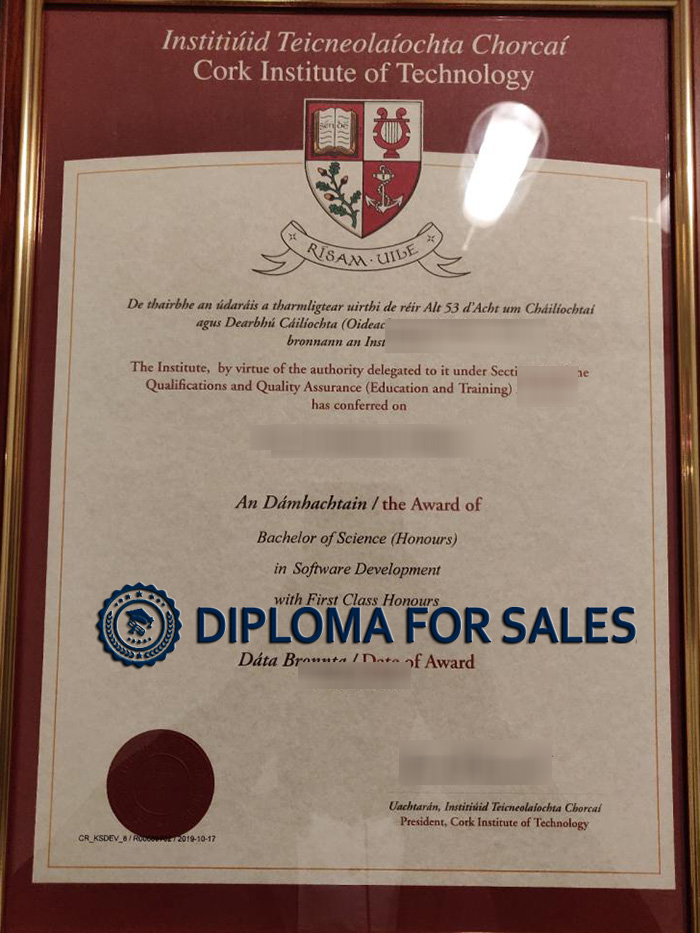 Institiúid Teicneolaíochta Chorcaí
Cork Institute of Technology
RÍSAM · UILE
De thairbhe an údaráis a tharmligtear uirthi de réir Alt 53 d'Acht um Cháilíochtaí
agus Dearbhú Cáilíochta
bronnann an
The Institute, by virtue of the authority delegated to it under
Qualifications and Quality Assurance (Education and Training)
has conferred on
An Dámhachtain / the Award of
Bachelor of Science (Honours)
in Software Development
with First Class Honours
DIPLOMA FOR SALES
Dáta Bronnta / Date of Award
Uachtarán, Institiúid Teicneolaíochta Chorcaí
President, Cork Institute of Technology
2019-10-17